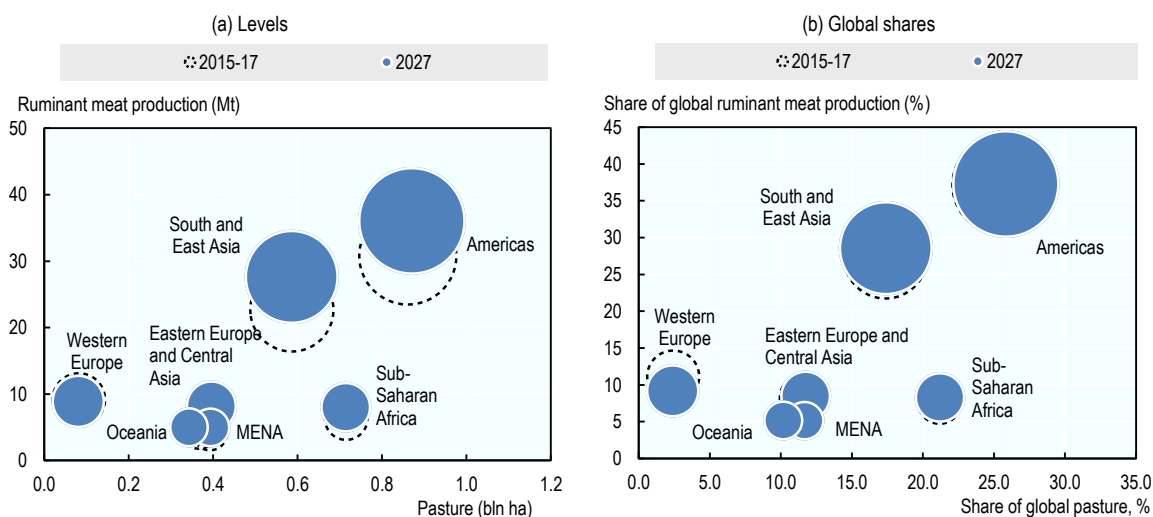 (a) Levels
2015-17
2027
Ruminant meat production (Mt)
50
40
30
20
10
0
0.0
0.2
0.4
0.6
0.8
1.0
1.2
Pasture (bln ha)
Western
Europe
Eastern Europe
and Central
Asia
South and
East Asia
Americas
Oceania
MENA
Sub-
Saharan
Africa
(b) Global shares
2015-17
2027
Share of global ruminant meat production (%)
45
40
35
30
25
20
15
10
5
0
0.0
5.0
10.0
15.0
20.0
25.0
30.0
35.0
Share of global pasture, %
Western
Europe
Eastern Europe and
Central Asia
South and
East Asia
Americas
Oceania
MENA
Sub-
Saharan
Africa